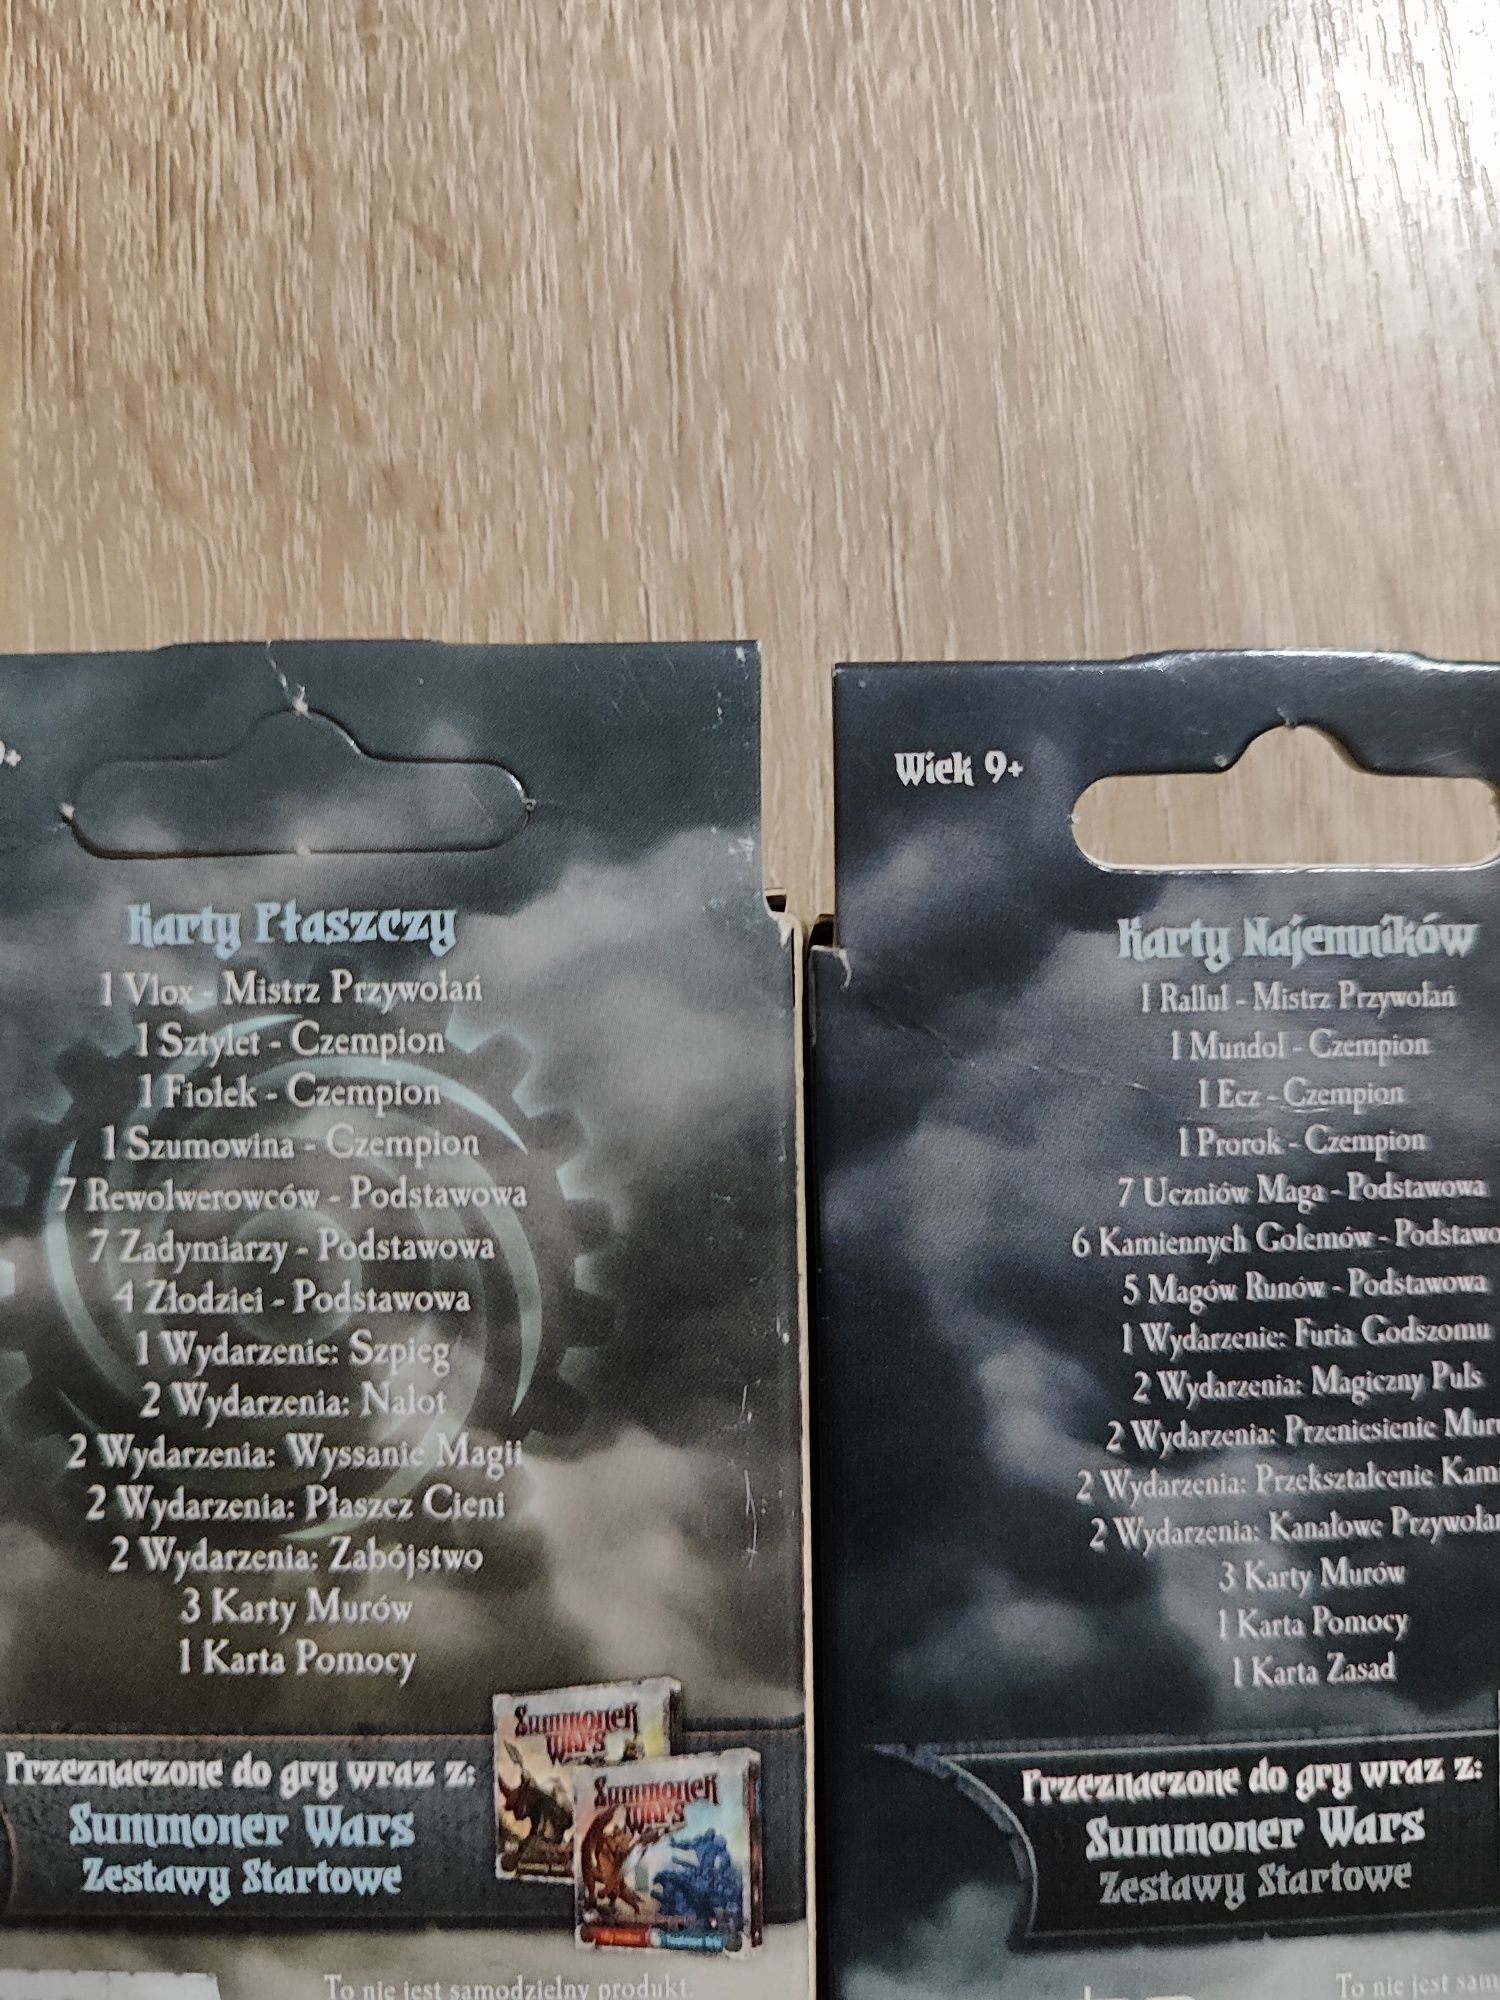 9+
Karty Płaszczy
1 Vlox - Mistrz Przywołań
1 Sztylet - Czempion
1 Fiołek - Czempion
1 Szumowina - Czempion
7 Rewolwerowców - Podstawowa
7 Zadymiarzy - Podstawowa
4 Złodziei - Podstawowa
1 Wydarzenie: Szpieg
2 Wydarzenia: Nalot
2 Wydarzenia: Wyssanie Magii
2 Wydarzenia: Płaszcz Cieni
2 Wydarzenia: Zabójstwo
3 Karty Murów
1 Karta Pomocy
Przeznaczone do gry wraz z:
Summoner Wars
Zestawy Startowe
Summoner
Wars
Summoner
Wars
To nie jest samodzielny produkt.
Wiek 9+
Karty Najemników
1 Rallul - Mistrz Przywołań
1 Mundol - Czempion
1 Ecz - Czempion
1 Prorok - Czempion
7 Uczniów Maga - Podstawowa
6 Kamiennych Golemów - Podstawo
5 Magów Runów - Podstawowa
1 Wydarzenie: Furia Godszomu
2 Wydarzenia: Magiczny Puls
2 Wydarzenia: Przeniesienie Muru
2 Wydarzenia: Przekształcenie Kam
2 Wydarzenia: Kanałowe Przywołan
3 Karty Murów
1 Karta Pomocy
1 Karta Zasad
Przeznaczone do gry wraz z:
Summoner Wars
Zestawy Startowe
To nie jest sam